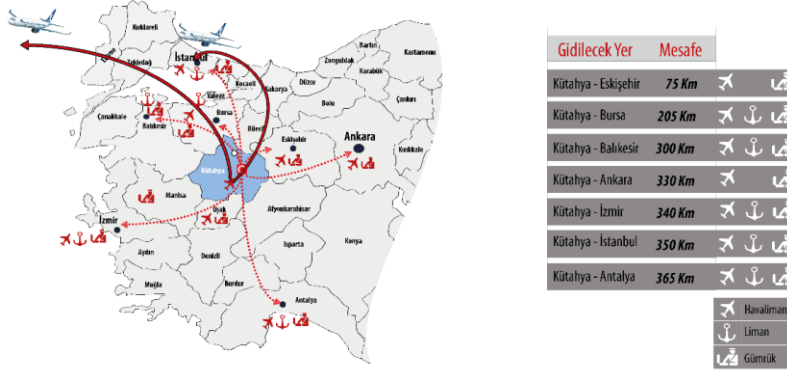 Kırklareli
Edirne
Tekirdağ
İstanbul
Kocaeli
Yalova
Sakarya
Düzce
Zonguldak
Bartın
Karabük
Kastamonu
Bolu
Çankırı
Çanakkale
Balıkesir
Bursa
Bilecik
Eskişehir
Ankara
Kırıkkale
Kütahya
Manisa
Uşak
Afyonkarahisar
İzmir
Aydın
Denizli
Isparta
Konya
Muğla
Burdur
Antalya
Gidilecek Yer Mesafe
Kütahya - Eskişehir 75 Km
Kütahya - Bursa 205 Km
Kütahya - Balıkesir 300 Km
Kütahya - Ankara 330 Km
Kütahya - İzmir 340 Km
Kütahya - İstanbul 350 Km
Kütahya - Antalya 365 Km
Havaliman
Liman
Gümrük